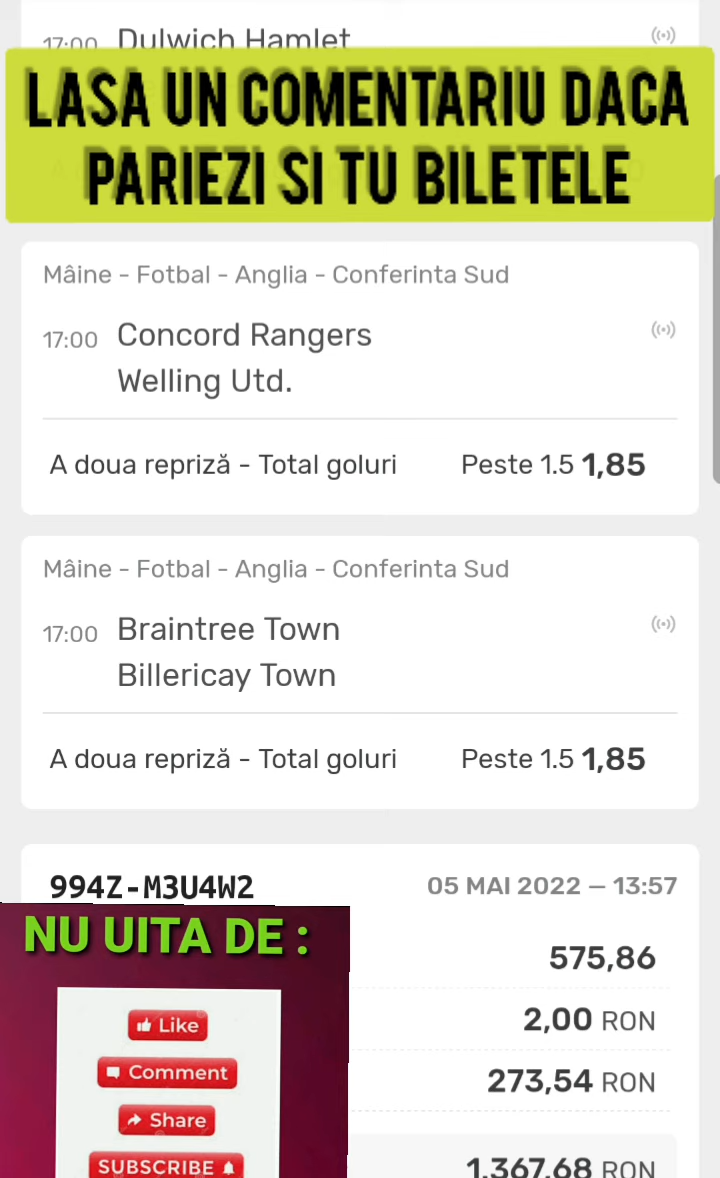 17:00 Dulwich Hamlet
LASA UN COMENTARIU DACA
PARIEZI SI TU BILETELE
Mâine - Fotbal - Anglia - Conferinta Sud
17:00 Concord Rangers
Welling Utd.
A doua repriză - Total goluri Peste 1.5 1,85
Mâine - Fotbal - Anglia - Conferinta Sud
17:00 Braintree Town
Billericay Town
A doua repriză - Total goluri Peste 1.5 1,85
994Z-M3U4W2 05 MAI 2022 — 13:57
NU UITA DE :
575,86
2,00 RON
273,54 RON
1.367,68 RON
Like
Comment
Share
SUBSCRIBE